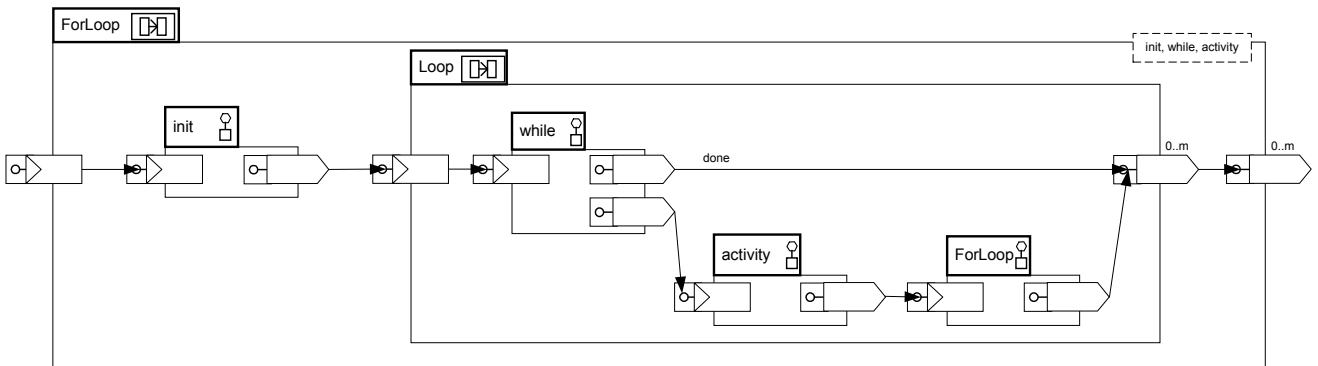 ForLoop
init, while, activity
Loop
init
while
0..m
0..m
done
activity
ForLoop